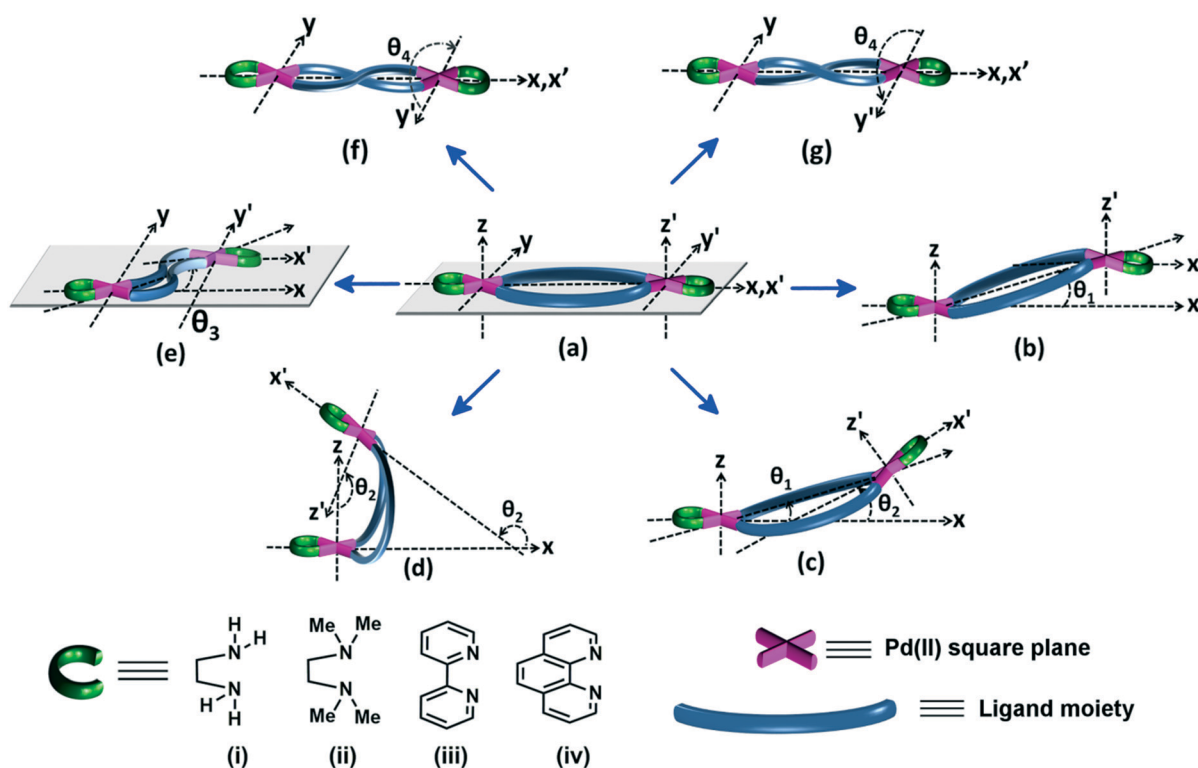 y
θ4
x,x'
y'
(f)
y
θ4
x,x'
y'
(g)
y
y'
x'
x
θ3
(e)
z
y
z'
y'
x,x'
(a)
z
z'
x'
θ1
x
(b)
x'
z
θ2
z'
θ2
x
(d)
z
z'
x'
θ1
θ2
x
(c)
H
N
H
N
H
H
(i)
Me Me
N
N
Me Me
(ii)
N
N
(iii)
N
N
(iv)
Pd(II) square plane
Ligand moiety